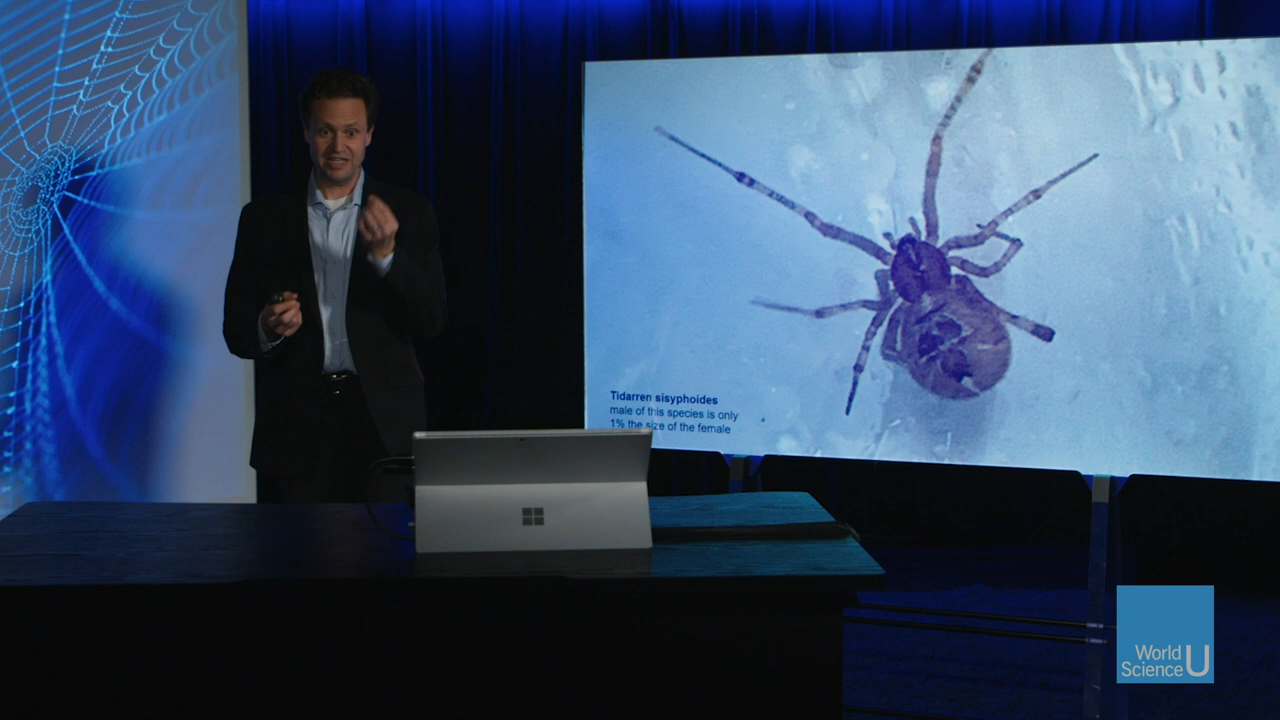 Tidarren sisyphoides
male of this species is only
1% the size of the female
World
Science U